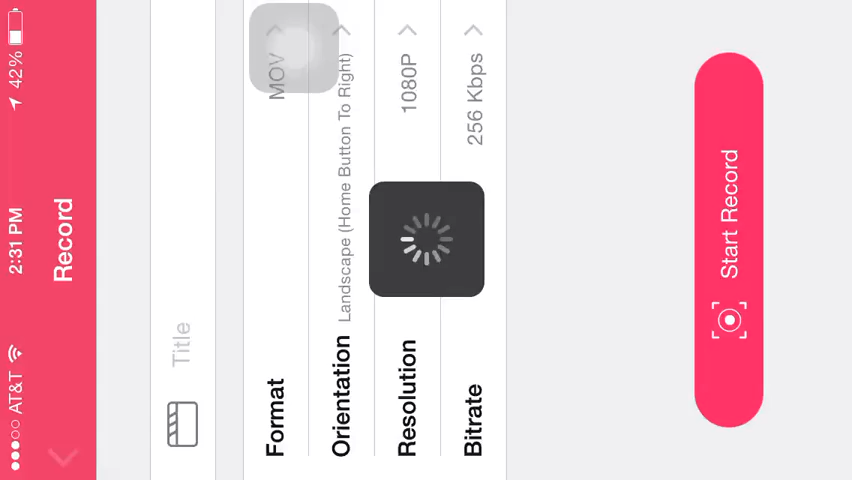 AT&T 2:31 PM 42%
Record
Title
Format MOV
Orientation Landscape (Home Button To Right)
Resolution 1080P
Bitrate 256 Kbps
Start Record